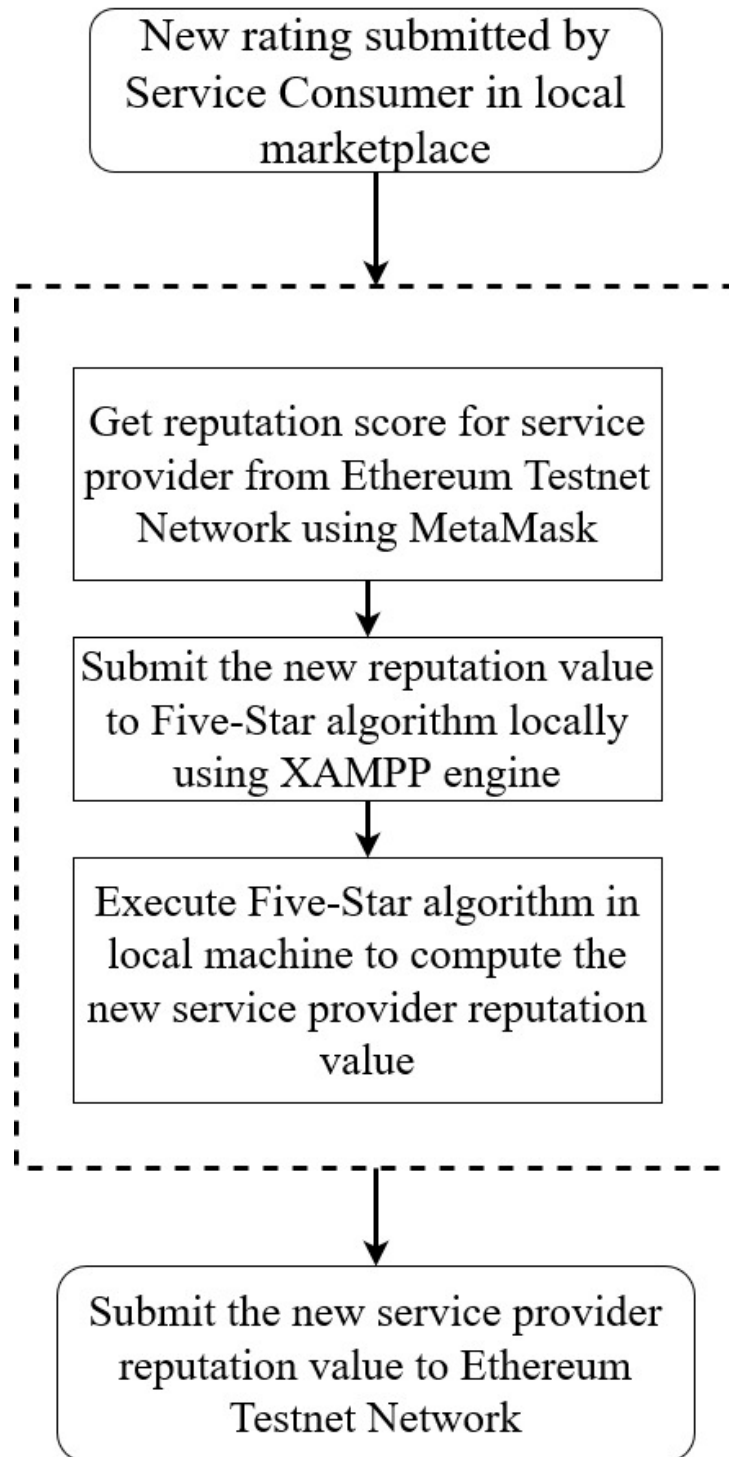 New rating submitted by
Service Consumer in local
marketplace
Get reputation score for service
provider from Ethereum Testnet
Network using MetaMask
Submit the new reputation value
to Five-Star algorithm locally
using XAMPP engine
Execute Five-Star algorithm in
local machine to compute the
new service provider reputation
value
Submit the new service provider
reputation value to Ethereum
Testnet Network